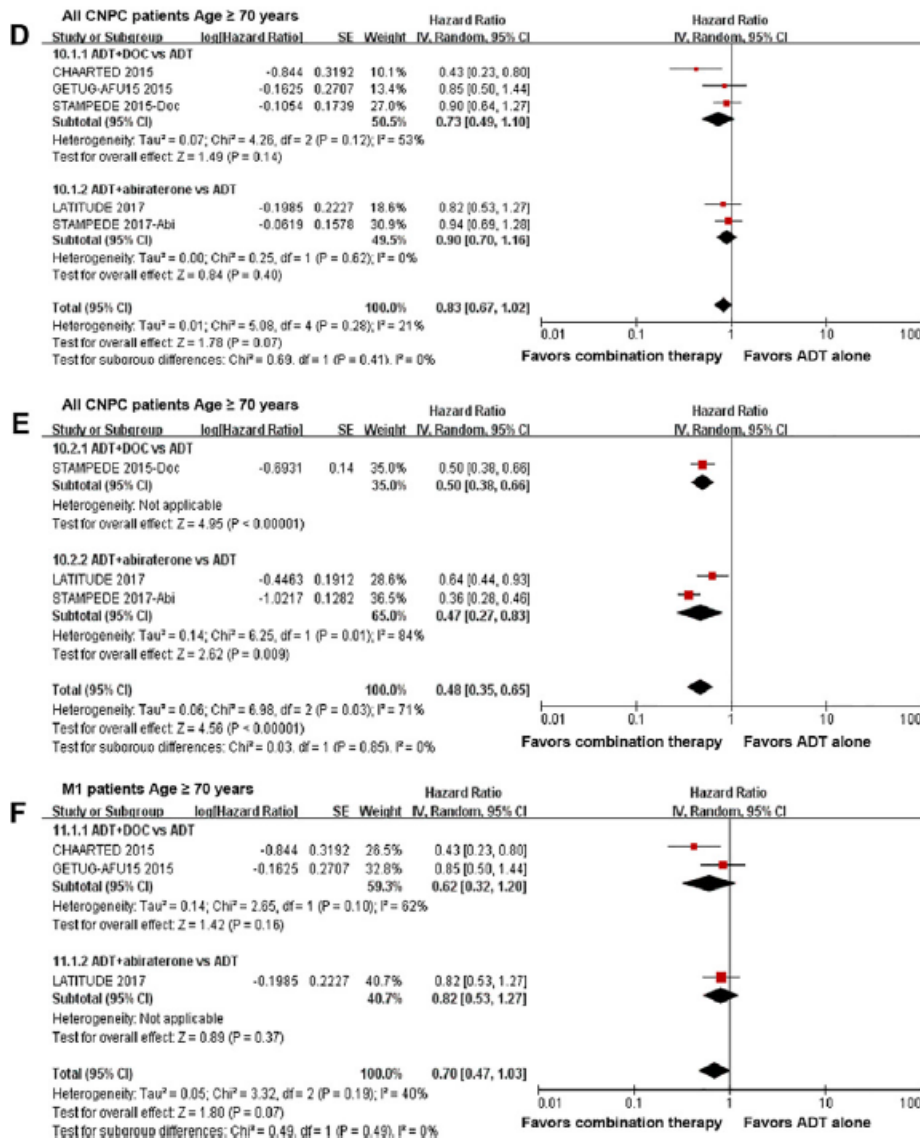 D
All CNPC patients Age ≥ 70 years
Hazard Ratio Hazard Ratio
Study or Subgroup log[Hazard Ratio] SE Weight IV, Random, 95% CI IV, Random, 95% CI
10.1.1 ADT+DOC vs ADT
CHAARTED 2015 -0.844 0.3192 10.1% 0.43 [0.23, 0.80]
GETUG-AFU15 2015 -0.1625 0.2707 13.4% 0.85 [0.50, 1.44]
STAMPEDE 2015-Doc -0.1054 0.1739 27.0% 0.90 [0.64, 1.27]
Subtotal (95% CI) 50.5% 0.73 [0.49, 1.10]
Heterogeneity: Tau² = 0.07; Chi² = 4.26, df = 2 (P = 0.12); I² = 53%
Test for overall effect: Z = 1.49 (P = 0.14)
10.1.2 ADT+abiraterone vs ADT
LATITUDE 2017 -0.1985 0.2227 18.6% 0.82 [0.53, 1.27]
STAMPEDE 2017-Abi -0.0619 0.1578 30.9% 0.94 [0.69, 1.28]
Subtotal (95% CI) 49.5% 0.90 [0.70, 1.16]
Heterogeneity: Tau² = 0.00; Chi² = 0.25, df = 1 (P = 0.62); I² = 0%
Test for overall effect: Z = 0.84 (P = 0.40)
Total (95% CI) 100.0% 0.83 [0.67, 1.02]
Heterogeneity: Tau² = 0.01; Chi² = 5.08, df = 4 (P = 0.28); I² = 21%
Test for overall effect: Z = 1.78 (P = 0.07)
Test for subgroup differences: Chi² = 0.69, df = 1 (P = 0.41), I² = 0%
0.01 0.1 1 10 100
Favors combination therapy Favors ADT alone
E
All CNPC patients Age ≥ 70 years
Hazard Ratio Hazard Ratio
Study or Subgroup log[Hazard Ratio] SE Weight IV, Random, 95% CI IV, Random, 95% CI
10.2.1 ADT+DOC vs ADT
STAMPEDE 2015-Doc -0.6931 0.14 35.0% 0.50 [0.38, 0.66]
Subtotal (95% CI) 35.0% 0.50 [0.38, 0.66]
Heterogeneity: Not applicable
Test for overall effect: Z = 4.95 (P < 0.00001)
10.2.2 ADT+abiraterone vs ADT
LATITUDE 2017 -0.4463 0.1912 28.6% 0.64 [0.44, 0.93]
STAMPEDE 2017-Abi -1.0217 0.1282 36.5% 0.36 [0.28, 0.46]
Subtotal (95% CI) 65.0% 0.47 [0.27, 0.83]
Heterogeneity: Tau² = 0.14; Chi² = 6.25, df = 1 (P = 0.01); I² = 84%
Test for overall effect: Z = 2.62 (P = 0.009)
Total (95% CI) 100.0% 0.48 [0.35, 0.65]
Heterogeneity: Tau² = 0.06; Chi² = 6.98, df = 2 (P = 0.03); I² = 71%
Test for overall effect: Z = 4.56 (P < 0.00001)
Test for subgroup differences: Chi² = 0.03, df = 1 (P = 0.85), I² = 0%
0.01 0.1 1 10 100
Favors combination therapy Favors ADT alone
F
M1 patients Age ≥ 70 years
Hazard Ratio Hazard Ratio
Study or Subgroup log[Hazard Ratio] SE Weight IV, Random, 95% CI IV, Random, 95% CI
11.1.1 ADT+DOC vs ADT
CHAARTED 2015 -0.844 0.3192 26.5% 0.43 [0.23, 0.80]
GETUG-AFU15 2015 -0.1625 0.2707 32.8% 0.85 [0.50, 1.44]
Subtotal (95% CI) 59.3% 0.62 [0.32, 1.20]
Heterogeneity: Tau² = 0.14; Chi² = 2.65, df = 1 (P = 0.10); I² = 62%
Test for overall effect: Z = 1.42 (P = 0.16)
11.1.2 ADT+abiraterone vs ADT
LATITUDE 2017 -0.1985 0.2227 40.7% 0.82 [0.53, 1.27]
Subtotal (95% CI) 40.7% 0.82 [0.53, 1.27]
Heterogeneity: Not applicable
Test for overall effect: Z = 0.89 (P = 0.37)
Total (95% CI) 100.0% 0.70 [0.47, 1.03]
Heterogeneity: Tau² = 0.05; Chi² = 3.32, df = 2 (P = 0.19); I² = 40%
Test for overall effect: Z = 1.80 (P = 0.07)
Test for subgroup differences: Chi² = 0.49, df = 1 (P = 0.49), I² = 0%
0.01 0.1 1 10 100
Favors combination therapy Favors ADT alone